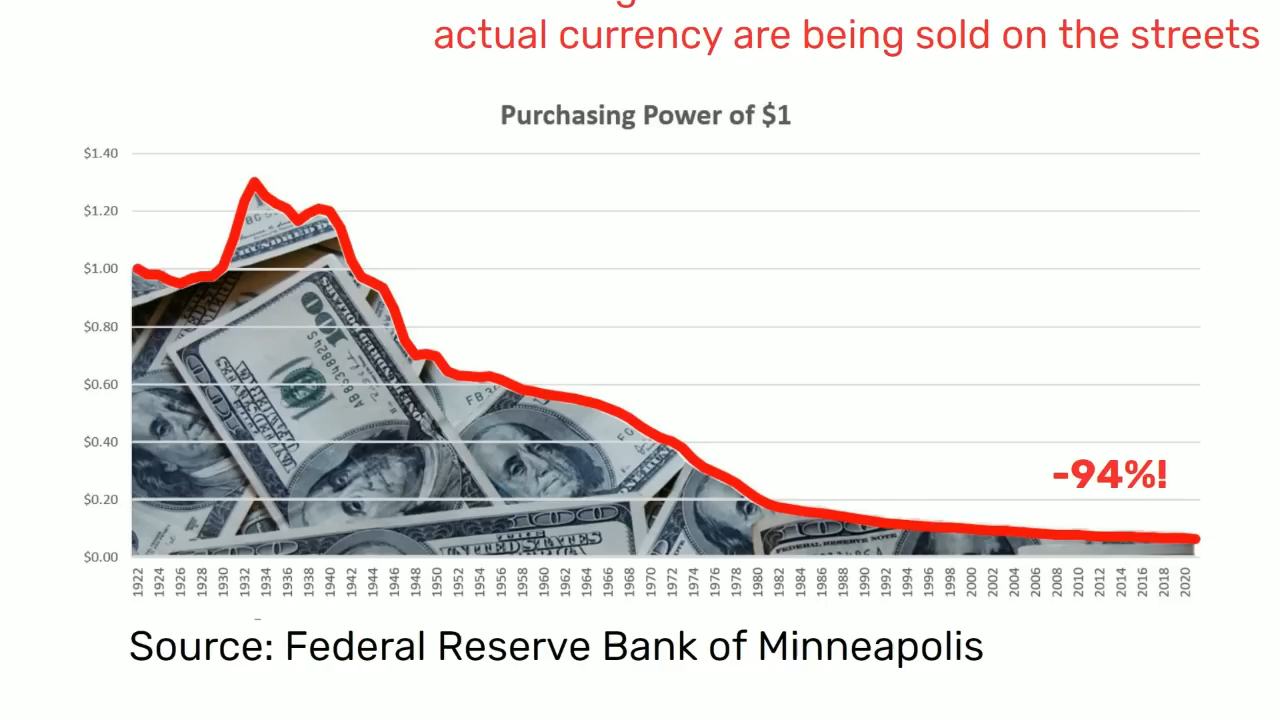 actual currency are being sold on the streets
Purchasing Power of $1
$1.40
$1.20
$1.00
$0.80
$0.60
$0.40
$0.20
$0.00
-94%!
1922 1924 1926 1928 1930 1932 1934 1936 1938 1940 1942 1944 1946 1948 1950 1952 1954 1956 1958 1960 1962 1964 1966 1968 1970 1972 1974 1976 1978 1980 1982 1984 1986 1988 1990 1992 1994 1996 1998 2000 2002 2004 2006 2008 2010 2012 2014 2016 2018 2020
Source: Federal Reserve Bank of Minneapolis
100
FEDERAL RESERVE NOTE